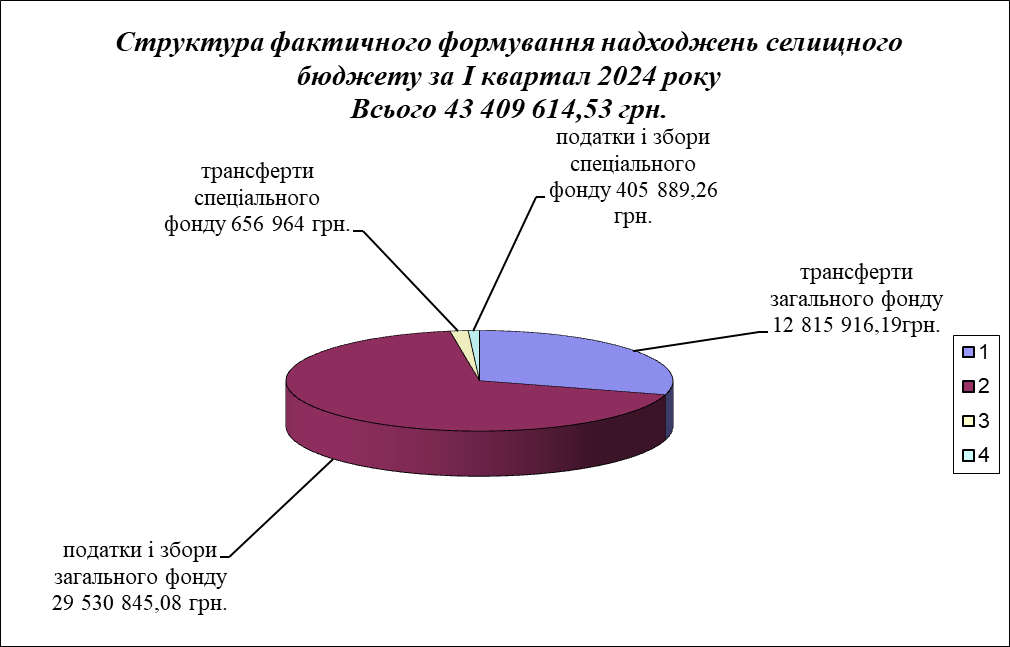 Структура фактичного формування надходжень селищного
бюджету за І квартал 2024 року
Всього 43 409 614,53 грн.
податки і збори
спеціального
фонду 405 889,26
грн.
трансферти
спеціального
фонду 656 964 грн.
трансферти
загального фонду
12 815 916,19грн.
1
2
3
4
податки і збори
загального фонду
29 530 845,08 грн.